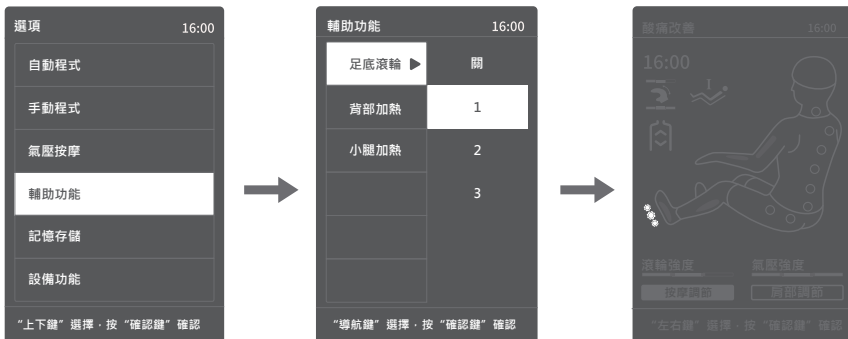 選項 16:00
自動程式
手動程式
氣壓按摩
輔助功能
記憶存儲
設備功能
“上下鍵”選擇．按“確認鍵”確認
輔助功能 16:00
足底滾輪 ▶ 關
背部加熱 1
小腿加熱 2
3
“導航鍵”選擇．按“確認鍵”確認
酸痛改善 16:00
16:00
I
滾輪強度 氣壓強度
按摩調節 肩部調節
“左右鍵”選擇．按“確認鍵”確認